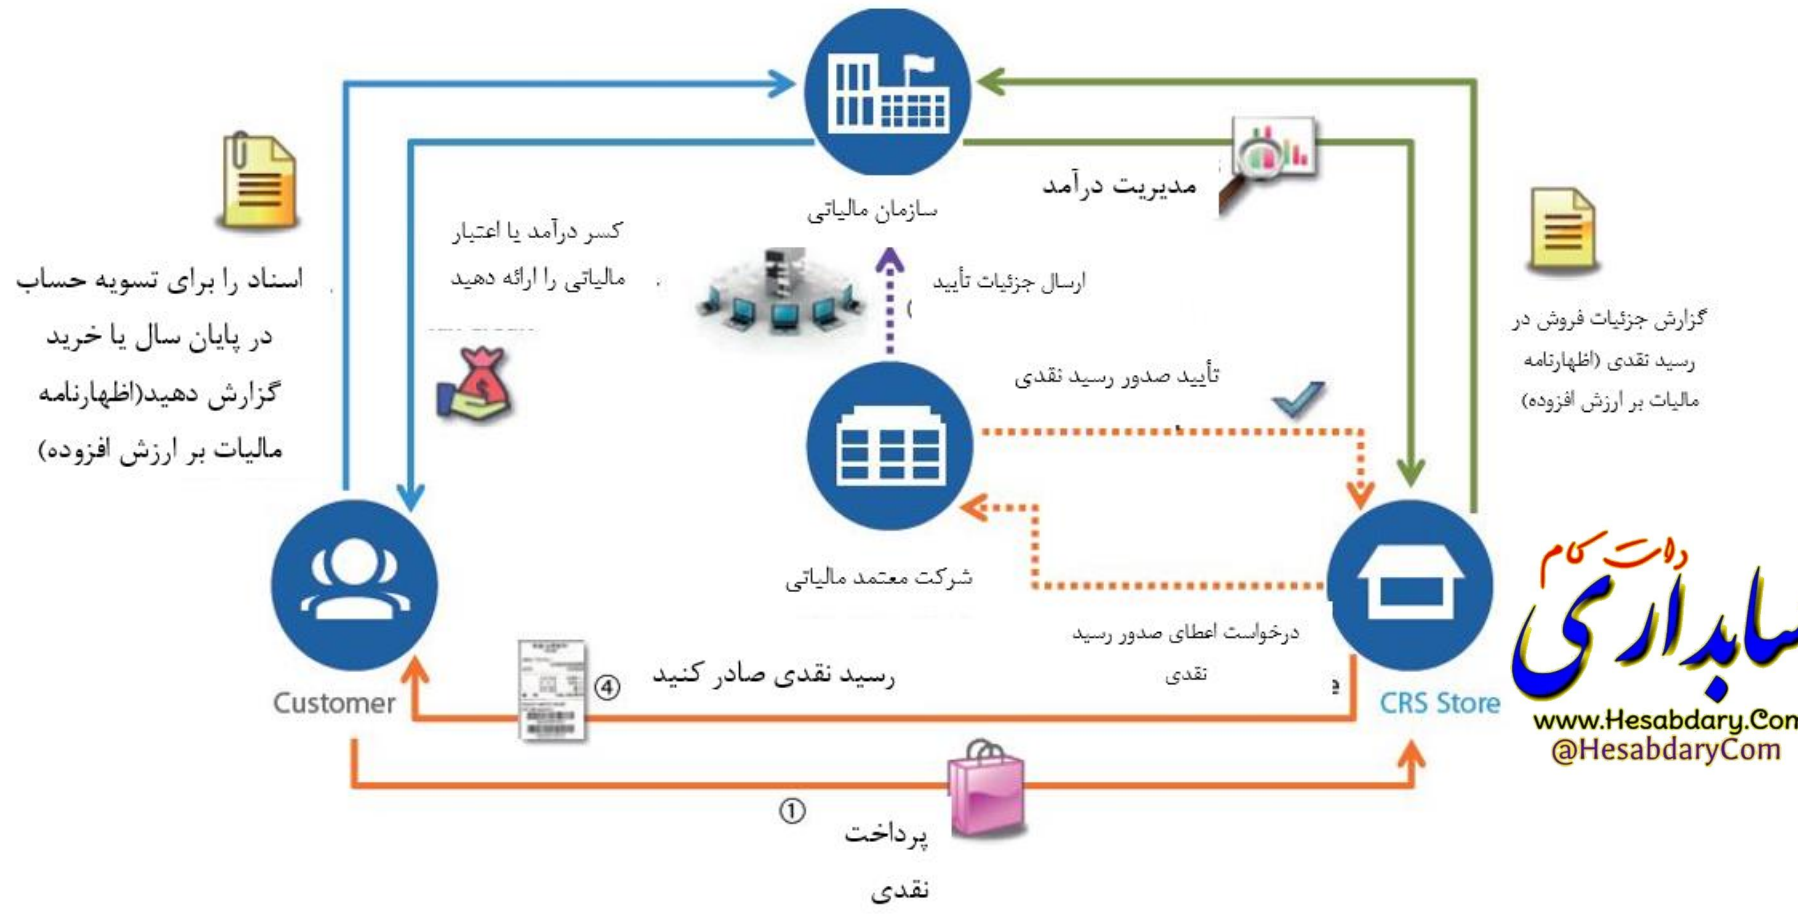 سازمان مالیاتی
مدیریت درآمد
کسر درآمد یا اعتبار
مالیاتی را ارائه دهید
ارسال جزئیات تأیید
اسناد را برای تسویه حساب
در پایان سال یا خرید
گزارش دهید(اظهارنامه
مالیات بر ارزش افزوده)
گزارش جزئیات فروش در
رسید نقدی (اظهارنامه
مالیات بر ارزش افزوده)
تأیید صدور رسید نقدی
شرکت معتمد مالیاتی
درخواست اعطای صدور رسید
نقدی
Customer
④
رسید نقدی صادر کنید
CRS Store
دات کام
www.Hesabdary.Com
@HesabdaryCom
①
پرداخت
نقدی